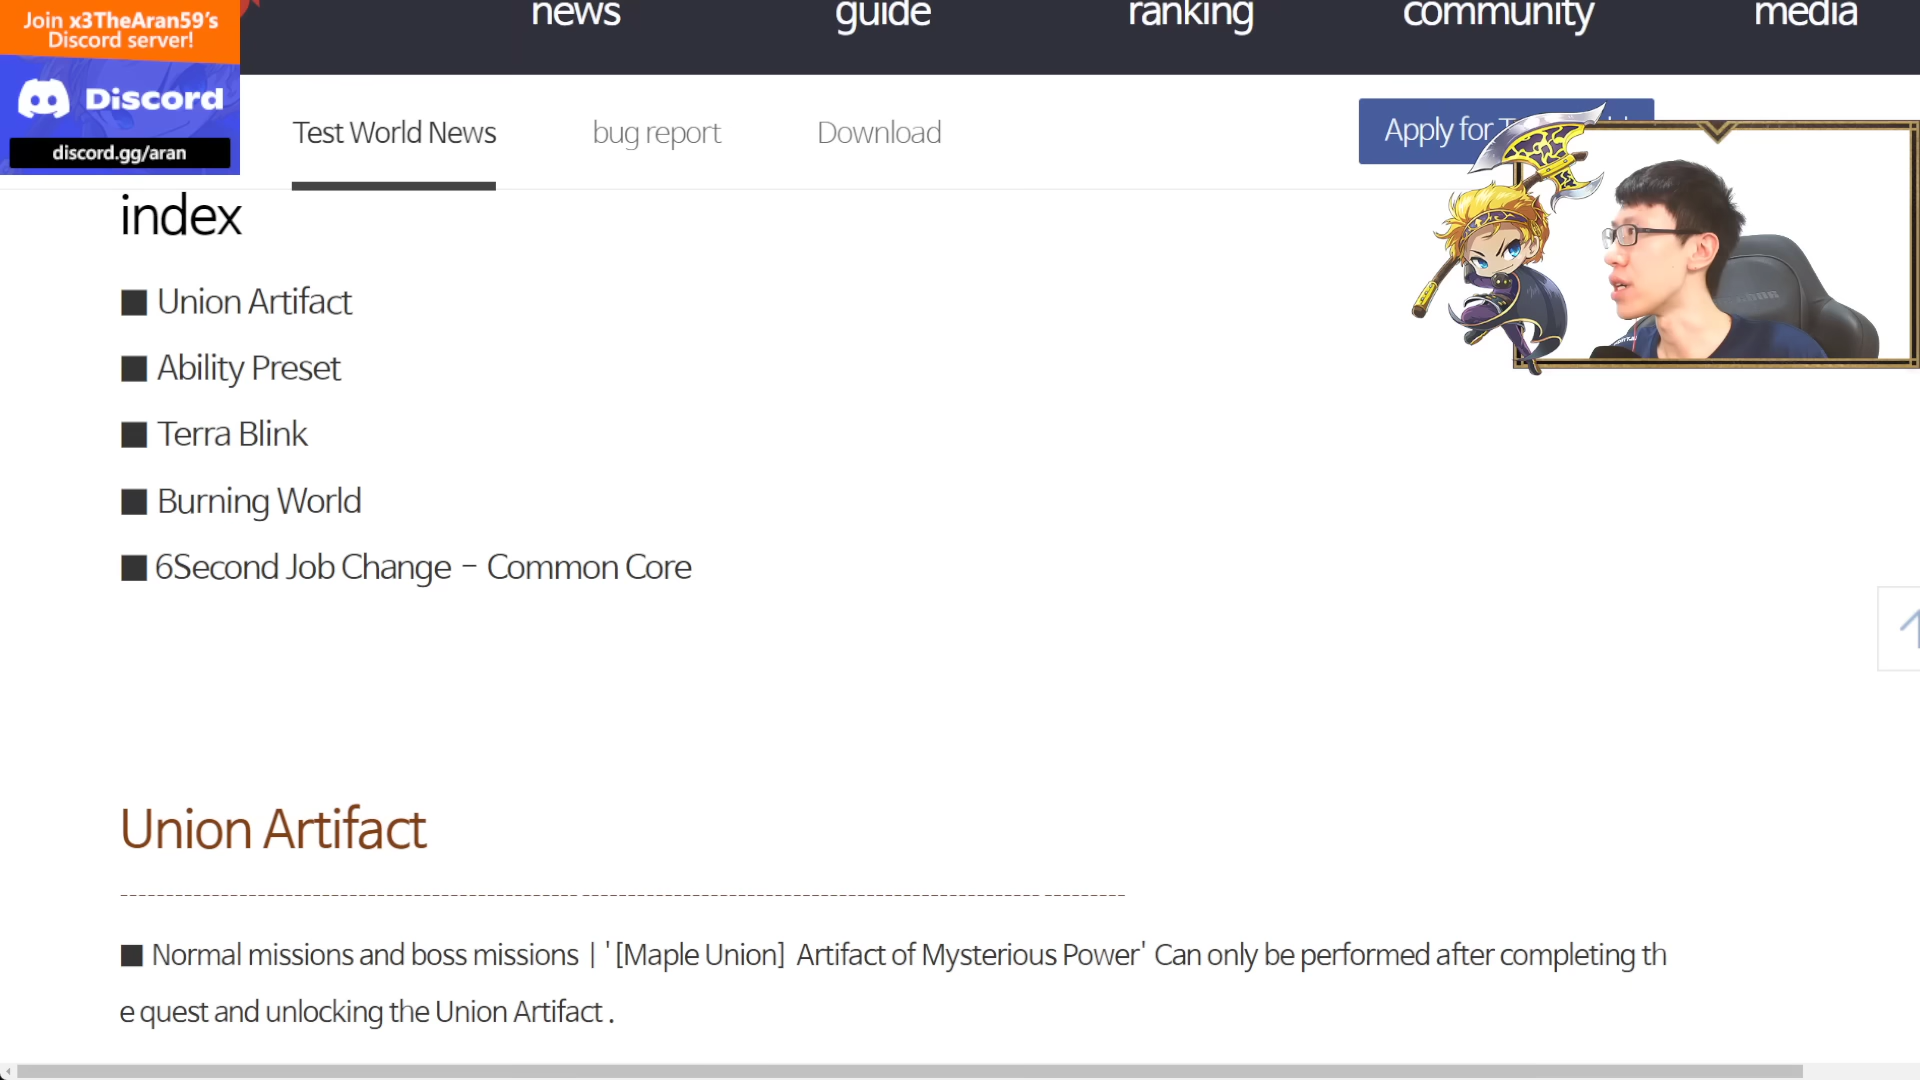 Join x3TheAran59's
Discord server!
Discord
discord.gg/aran
news
guide
ranking
community
media
Test World News
bug report
Download
Apply for
index
■ Union Artifact
■ Ability Preset
■ Terra Blink
■ Burning World
■ 6Second Job Change – Common Core
Union Artifact
■ Normal missions and boss missions | '[Maple Union] Artifact of Mysterious Power' Can only be performed after completing th
e quest and unlocking the Union Artifact .